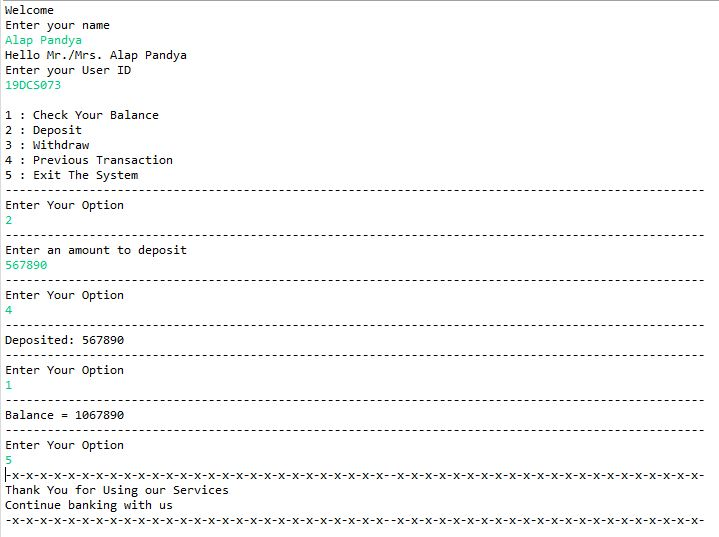 Welcome
Enter your name
Alap Pandya
Hello Mr./Mrs. Alap Pandya
Enter your User ID
19DCS073
1 : Check Your Balance
2 : Deposit
3 : Withdraw
4 : Previous Transaction
5 : Exit The System
----------------------------------------------------------------------------------------------------
Enter Your Option
2
----------------------------------------------------------------------------------------------------
Enter an amount to deposit
567890
----------------------------------------------------------------------------------------------------
Enter Your Option
4
----------------------------------------------------------------------------------------------------
Deposited: 567890
----------------------------------------------------------------------------------------------------
Enter Your Option
1
----------------------------------------------------------------------------------------------------
Balance = 1067890
----------------------------------------------------------------------------------------------------
Enter Your Option
5
-x-x-x-x-x-x-x-x-x-x-x-x-x-x-x-x-x-x-x-x-x-x-x-x-x-x-x--x-x-x-x-x-x-x-x-x-x-x-x-x-x-x-x-x-x-x-x-x-x-
Thank You for Using our Services
Continue banking with us
-x-x-x-x-x-x-x-x-x-x-x-x-x-x-x-x-x-x-x-x-x-x-x-x-x-x-x--x-x-x-x-x-x-x-x-x-x-x-x-x-x-x-x-x-x-x-x-x-x-